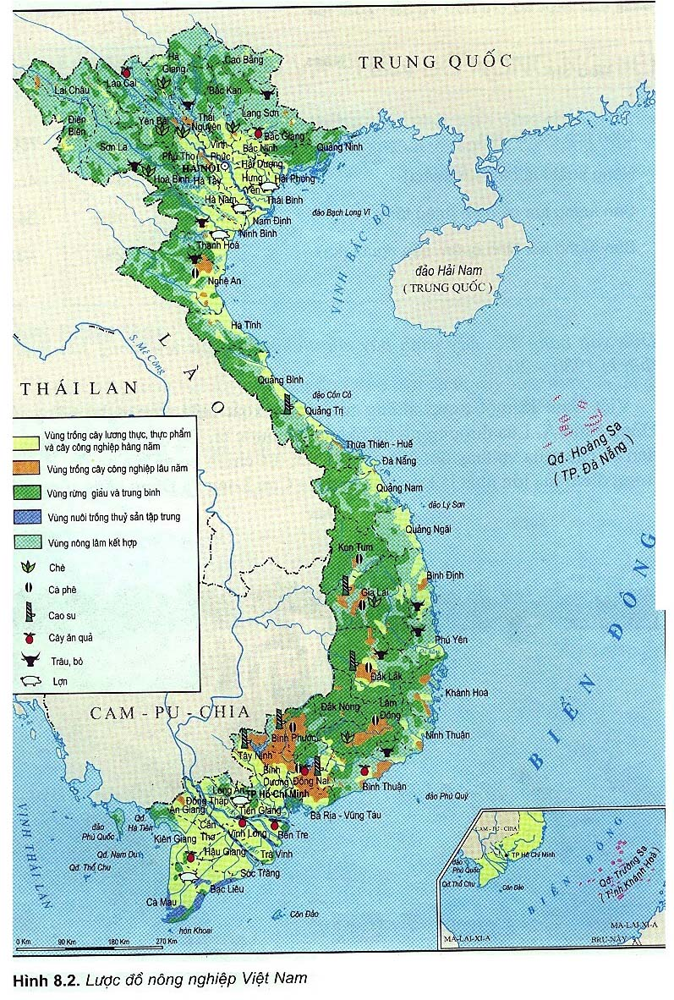 TRUNG QUỐC
Hà
Giang
Cao Bằng
Lào Cai
Lai Châu
Bắc Kạn
Điện
Biên
Yên Bái
Thái
Nguyên
Lạng Sơn
Bắc Giang
Sơn La
Phú Thọ
Vĩnh
Phúc
Bắc Ninh
Quảng Ninh
HÀ NỘI
Hải Dương
Hoà Bình
Hà Tây
Hưng
Yên
Hải Phòng
Hà Nam
Thái Bình
Nam Định
Ninh Bình
đảo Bạch Long Vĩ
VỊNH BẮC BỘ
Thanh Hoá
Nghệ An
đảo Hải Nam
(TRUNG QUỐC)
Hà Tĩnh
S. Mê Công
LÀO
THÁI LAN
Quảng Bình
đảo Cồn Cỏ
Quảng Trị
Thừa Thiên - Huế
Đà Nẵng
Quảng Nam
đảo Lý Sơn
Quảng Ngãi
Qđ. Hoàng Sa
(TP. Đà Nẵng)
Vùng trồng cây lương thực, thực phẩm
và cây công nghiệp hàng năm
Vùng trồng cây công nghiệp lâu năm
Vùng rừng giàu và trung bình
Vùng nuôi trồng thuỷ sản tập trung
Vùng nông lâm kết hợp
Chè
Cà phê
Cao su
Cây ăn quả
Trâu, bò
Lợn
Kon Tum
Gia Lai
Bình Định
Phú Yên
Đắk Lắk
Khánh Hoà
Đắk Nông
Lâm
Đồng
Ninh Thuận
BIỂN ĐÔNG
CAM - PU - CHIA
Bình Phước
Tây Ninh
Bình
Dương
Đồng Nai
Bình Thuận
đảo Phú Quý
Long An
TP Hồ Chí Minh
Bà Rịa - Vũng Tàu
Đồng Tháp
An Giang
Tiền Giang
Cần
Thơ
Vĩnh Long
Bến Tre
Kiên Giang
Hậu Giang
Trà Vinh
Sóc Trăng
Bạc Liêu
Cà Mau
Côn Đảo
hòn Khoai
đảo
Phú Quốc
Qđ.
Hà Tiên
Qđ. Nam Du
Qđ. Thổ Chu
VỊNH THÁI LAN
0 Km 90 Km 180 Km 270 Km
CAM-PU-CHIA
TP Hồ Chí Minh
đảo
Phú Quốc
Qđ. Thổ Chu
Côn Đảo
BIỂN ĐÔNG
Qđ. Trường Sa
(Tỉnh Khánh Hoà)
MA-LAI-XI-A
MA-LAI-XI-A
BRU-NÂY
Hình 8.2. Lược đồ nông nghiệp Việt Nam